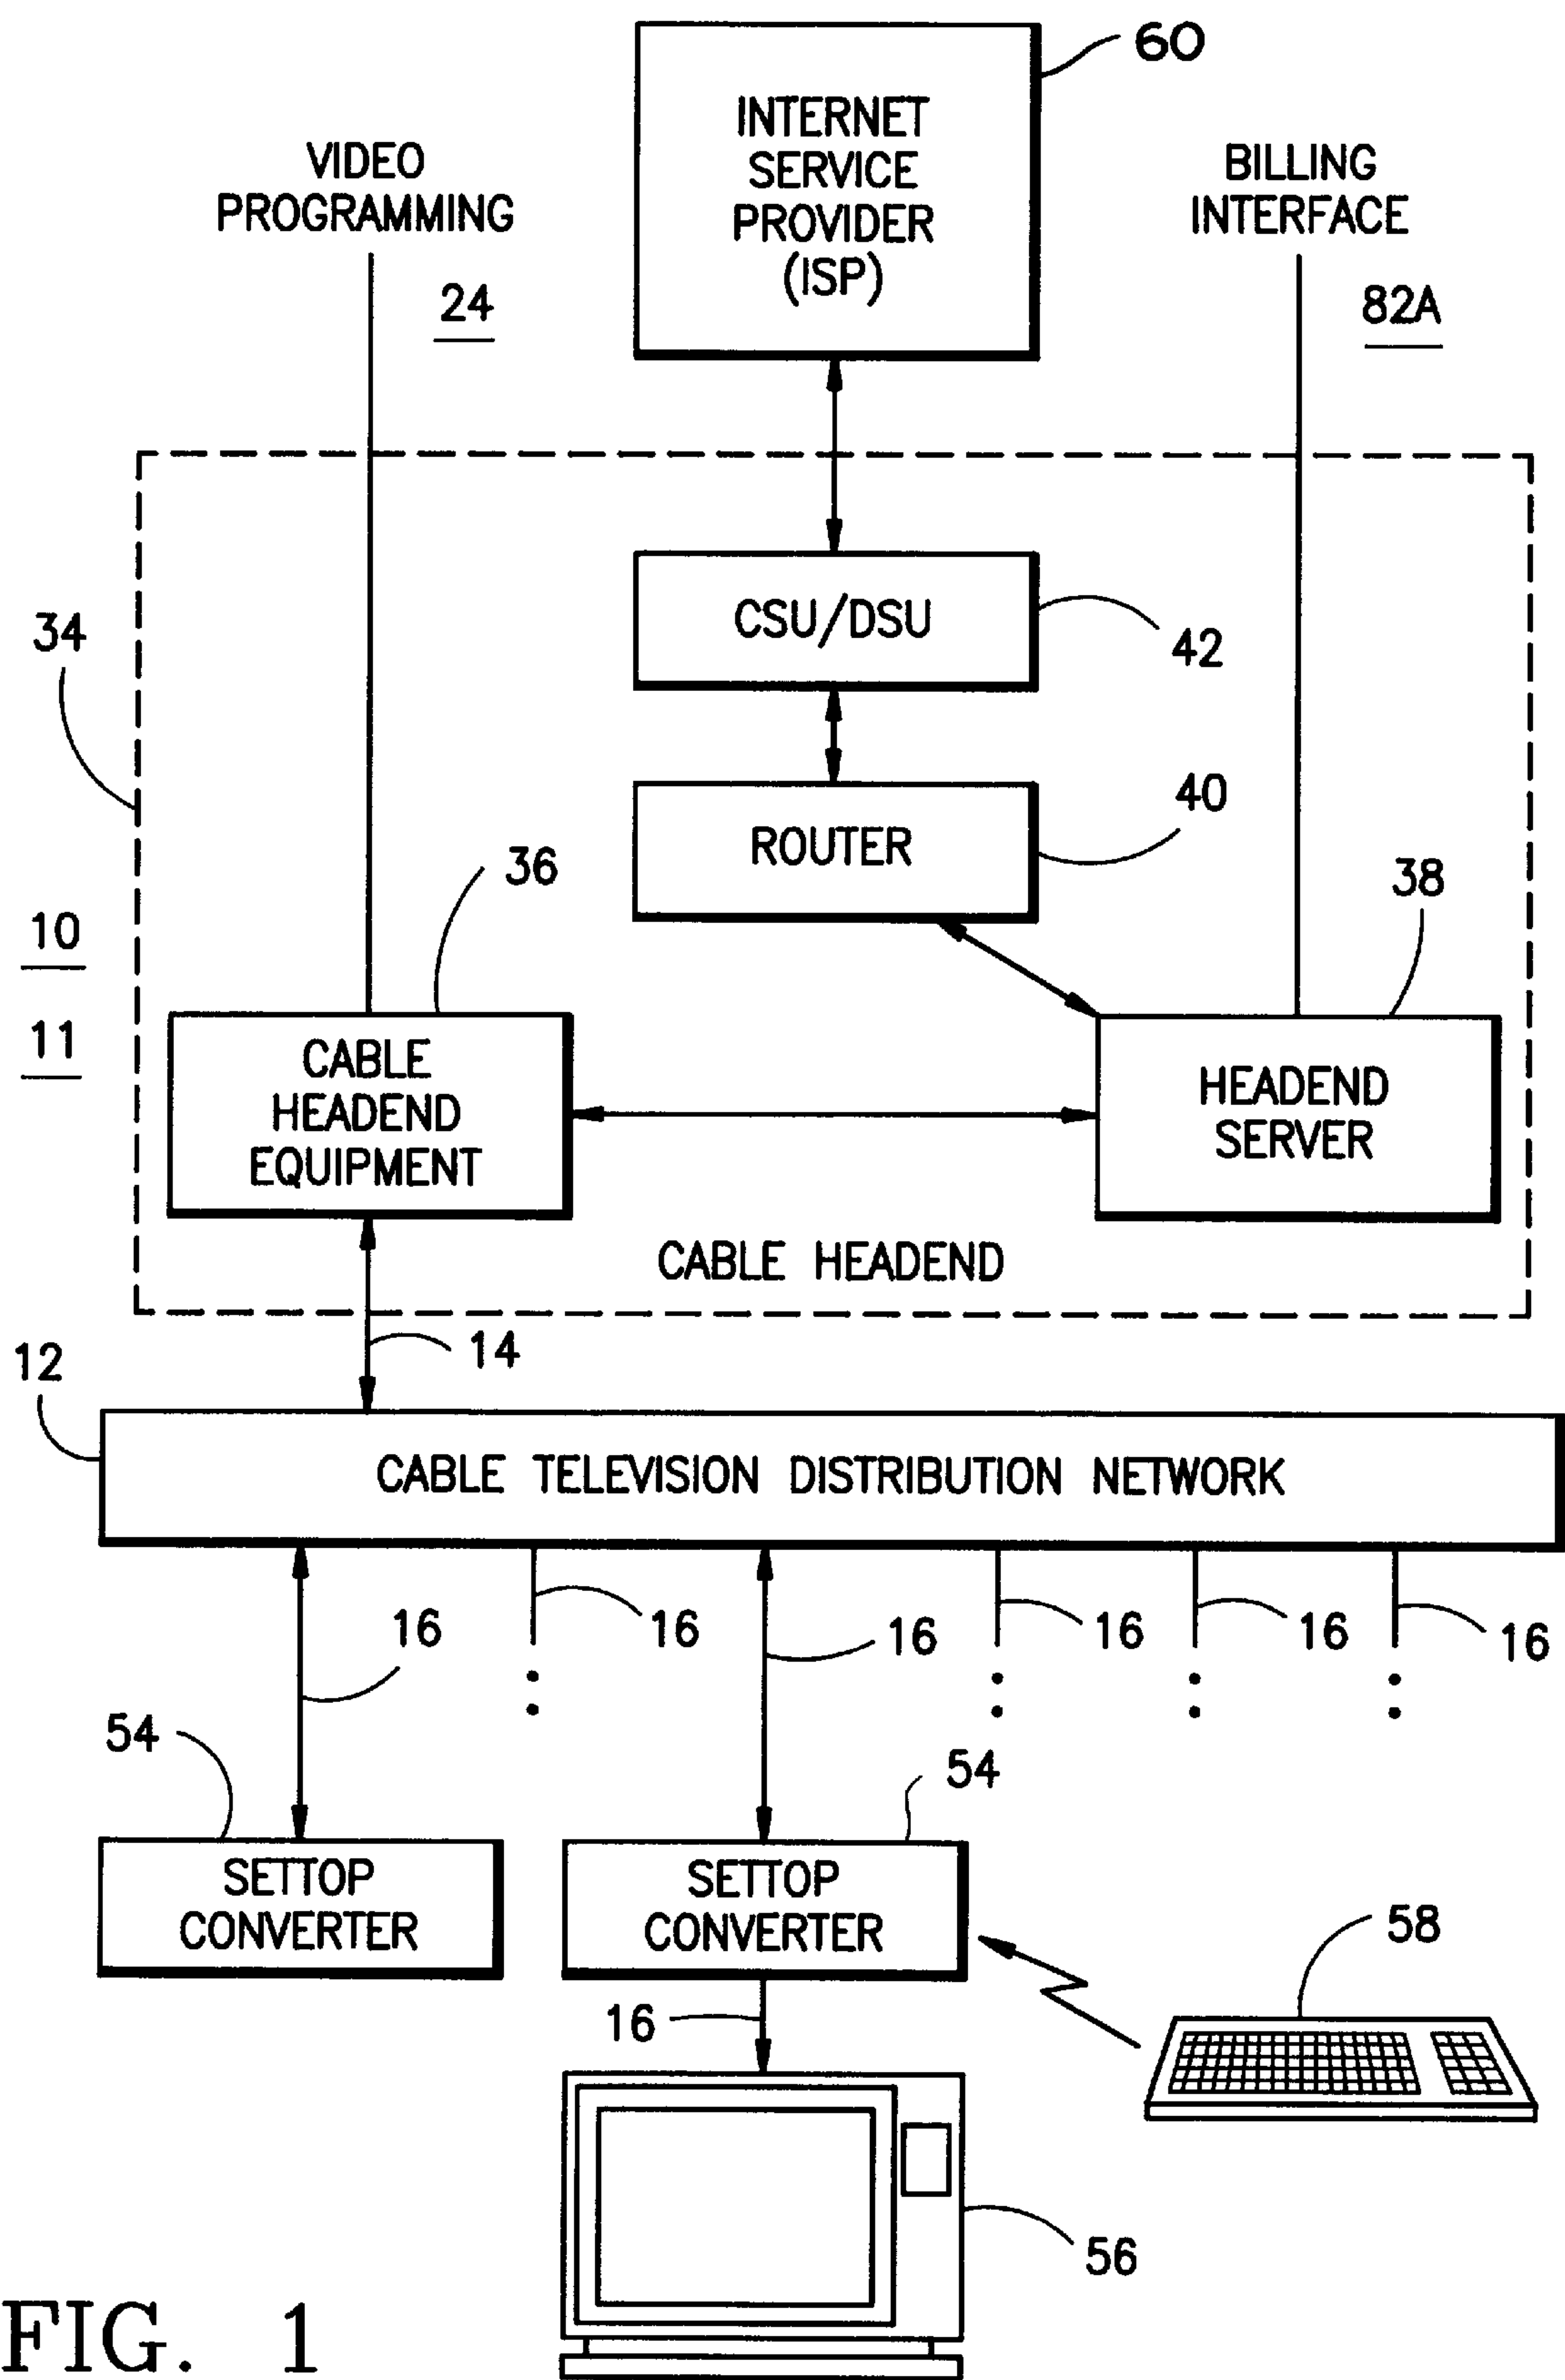 60
INTERNET
SERVICE
PROVIDER
(ISP)
VIDEO
PROGRAMMING
24
BILLING
INTERFACE
82A
34
CSU/DSU
42
ROUTER
40
36
38
10
11
CABLE
HEADEND
EQUIPMENT
HEADEND
SERVER
CABLE HEADEND
14
12
CABLE TELEVISION DISTRIBUTION NETWORK
16
16
16
16
16
16
54
54
SETTOP
CONVERTER
SETTOP
CONVERTER
58
16
56
FIG. 1